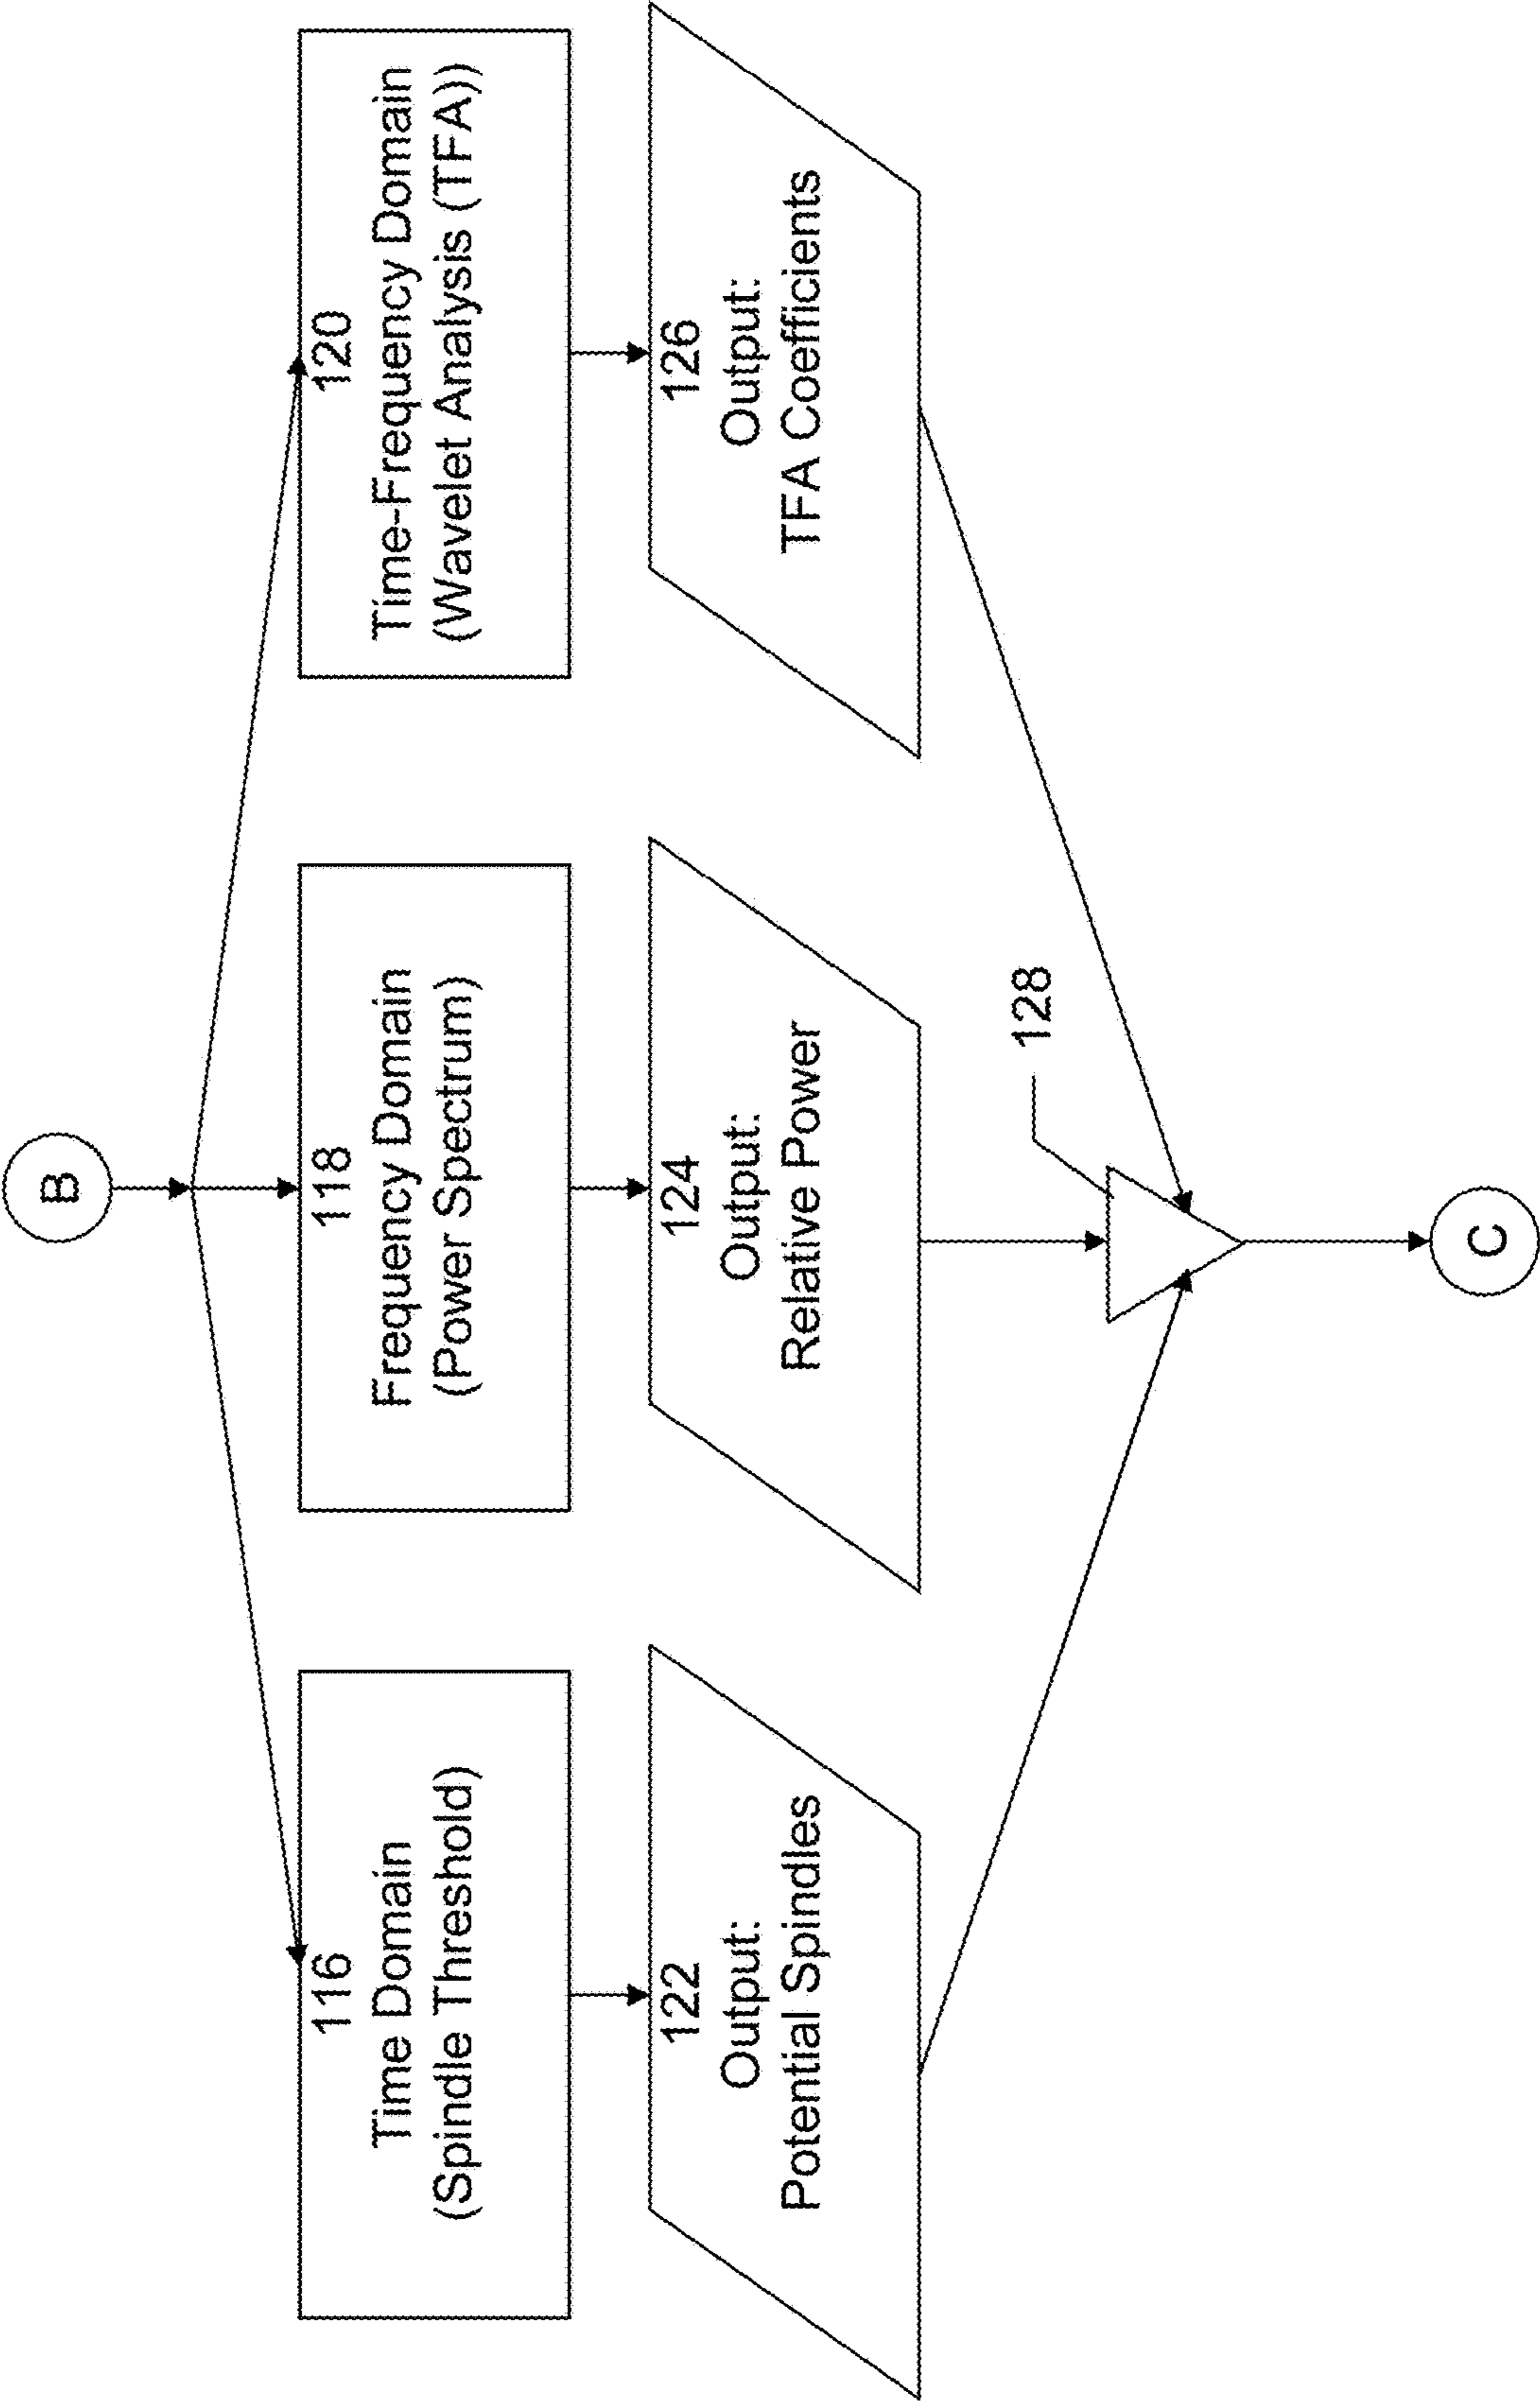 B
116
Time Domain
(Spindle Threshold)
118
Frequency Domain
(Power Spectrum)
120
Time-Frequency Domain
(Wavelet Analysis (TFA))
122
Output:
Potential Spindles
124
Output:
Relative Power
126
Output:
TFA Coefficients
128
C